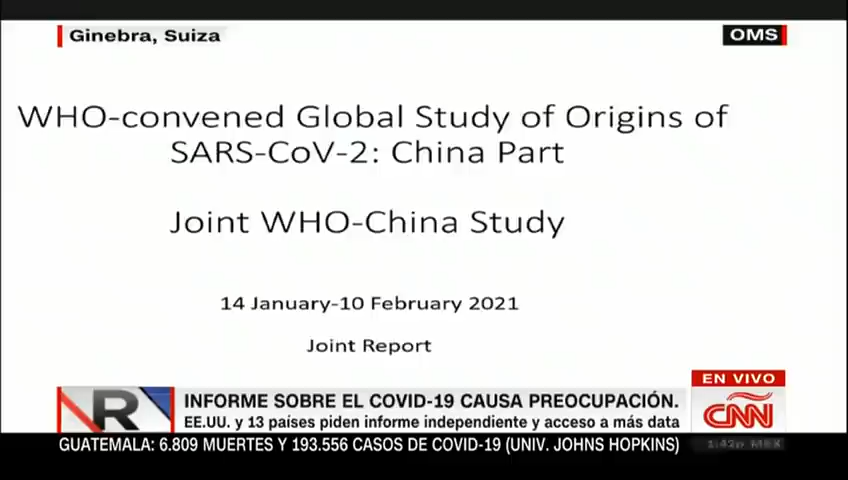 Ginebra, Suiza
OMS
WHO-convened Global Study of Origins of
SARS-CoV-2: China Part
Joint WHO-China Study
14 January-10 February 2021
Joint Report
EN VIVO
R
INFORME SOBRE EL COVID-19 CAUSA PREOCUPACIÓN.
EE.UU. y 13 países piden informe independiente y acceso a más data
CNN
GUATEMALA: 6.809 MUERTES Y 193.556 CASOS DE COVID-19 (UNIV. JOHNS HOPKINS)
1:42p MEX